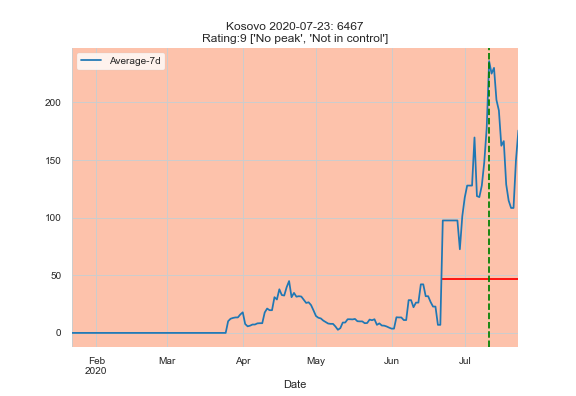 Kosovo 2020-07-23: 6467
Rating:9 ['No peak', 'Not in control']
Average-7d
200
150
100
50
0
Feb
2020
Mar
Apr
May
Jun
Jul
Date